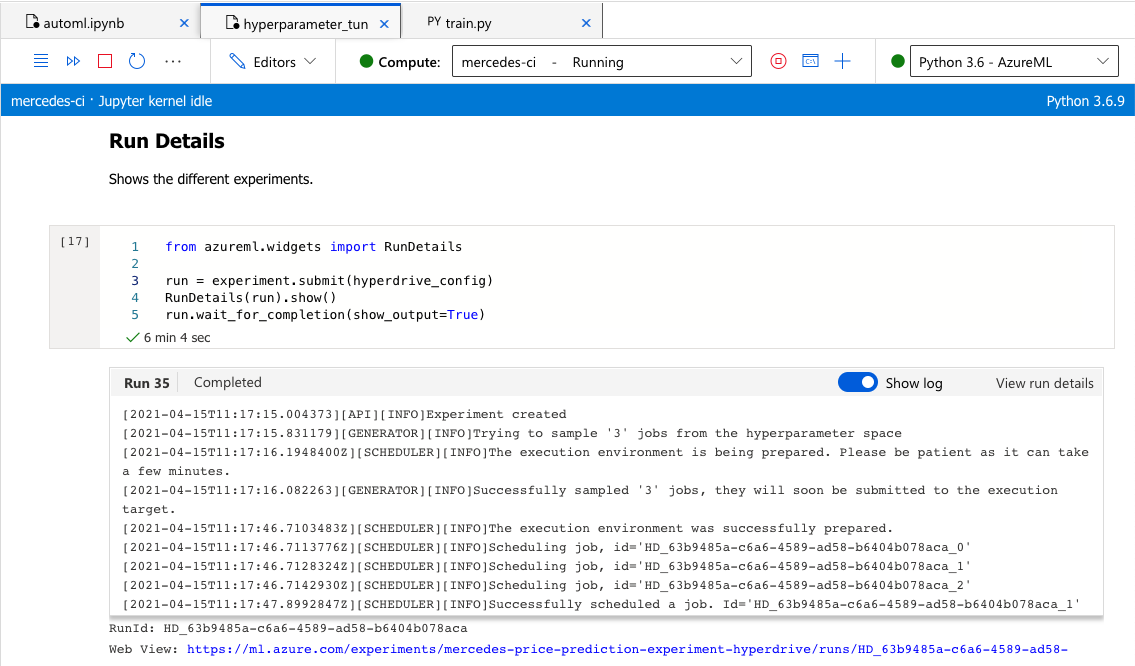 automl.ipynb
hyperparameter_tun
PY train.py
Editors
Compute: mercedes-ci - Running
Python 3.6 - AzureML
mercedes-ci · Jupyter kernel idle
Python 3.6.9
Run Details
Shows the different experiments.
[17]
1 from azureml.widgets import RunDetails
2
3 run = experiment.submit(hyperdrive_config)
4 RunDetails(run).show()
5 run.wait_for_completion(show_output=True)
6 min 4 sec
Run 35 Completed Show log View run details
[2021-04-15T11:17:15.004373][API][INFO]Experiment created
[2021-04-15T11:17:15.831179][GENERATOR][INFO]Trying to sample '3' jobs from the hyperparameter space
[2021-04-15T11:17:16.1948400Z][SCHEDULER][INFO]The execution environment is being prepared. Please be patient as it can take
a few minutes.
[2021-04-15T11:17:16.082263][GENERATOR][INFO]Successfully sampled '3' jobs, they will soon be submitted to the execution
target.
[2021-04-15T11:17:46.7103483Z][SCHEDULER][INFO]The execution environment was successfully prepared.
[2021-04-15T11:17:46.7113776Z][SCHEDULER][INFO]Scheduling job, id='HD_63b9485a-c6a6-4589-ad58-b6404b078aca_0'
[2021-04-15T11:17:46.7128324Z][SCHEDULER][INFO]Scheduling job, id='HD_63b9485a-c6a6-4589-ad58-b6404b078aca_1'
[2021-04-15T11:17:46.7142930Z][SCHEDULER][INFO]Scheduling job, id='HD_63b9485a-c6a6-4589-ad58-b6404b078aca_2'
[2021-04-15T11:17:47.8992847Z][SCHEDULER][INFO]Successfully scheduled a job. Id='HD_63b9485a-c6a6-4589-ad58-b6404b078aca_1'
RunId: HD_63b9485a-c6a6-4589-ad58-b6404b078aca
Web View: https://ml.azure.com/experiments/mercedes-price-prediction-experiment-hyperdrive/runs/HD_63b9485a-c6a6-4589-ad58-